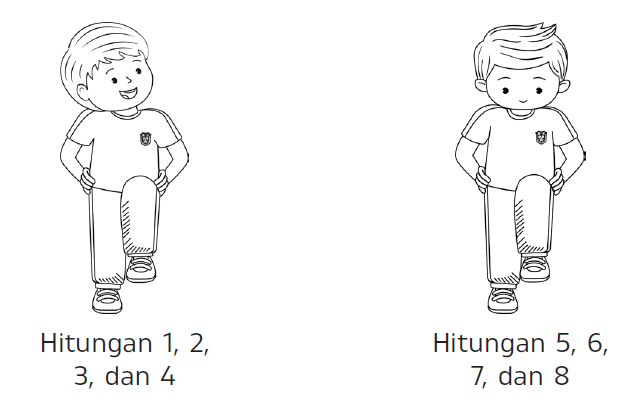 Hitungan 1, 2,
3, dan 4
Hitungan 5, 6,
7, dan 8